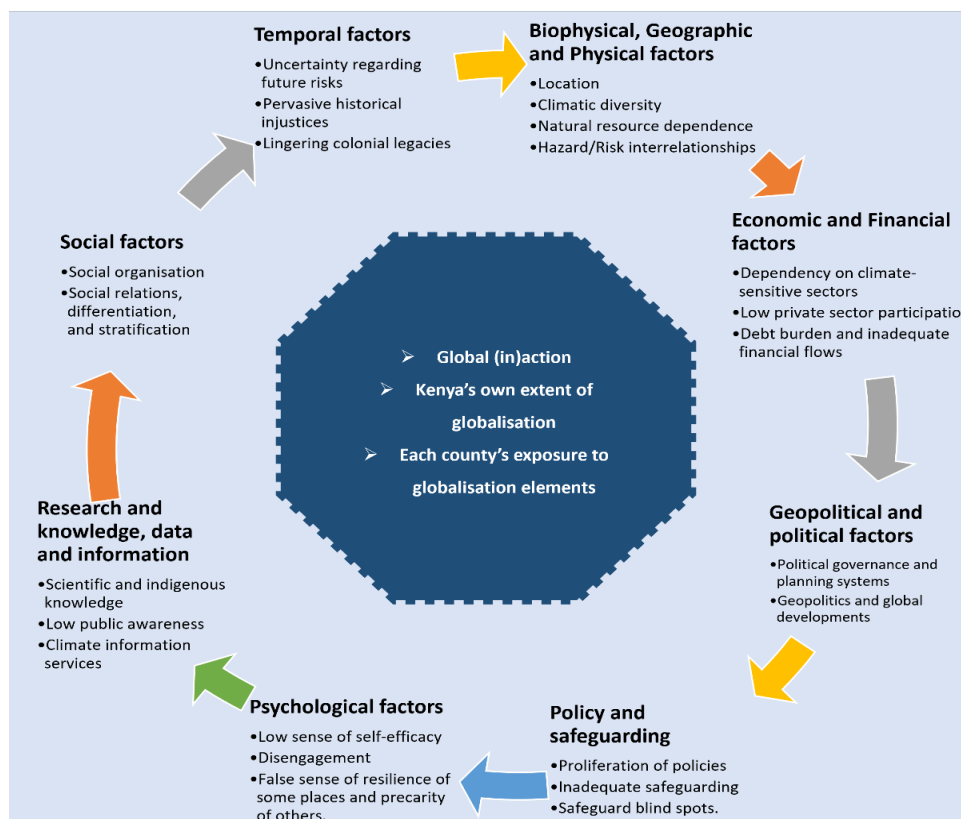 Temporal factors
•Uncertainty regarding
future risks
•Pervasive historical
injustices
•Lingering colonial legacies
Biophysical, Geographic
and Physical factors
•Location
•Climatic diversity
•Natural resource dependence
•Hazard/Risk interrelationships
Economic and Financial
factors
•Dependency on climate-
sensitive sectors
•Low private sector participatio
•Debt burden and inadequate
financial flows
Geopolitical and
political factors
•Political governance and
planning systems
•Geopolitics and global
developments
Policy and
safeguarding
•Proliferation of policies
•Inadequate safeguarding
•Safeguard blind spots.
Psychological factors
•Low sense of self-efficacy
•Disengagement
•False sense of resilience of
some places and precarity
of others.
Research and
knowledge, data
and information
•Scientific and indigenous
knowledge
•Low public awareness
•Climate information
services
Social factors
•Social organisation
•Social relations,
differentiation,
and stratification
➢ Global (in)action
➢ Kenya’s own extent of
globalisation
➢ Each county’s exposure to
globalisation elements